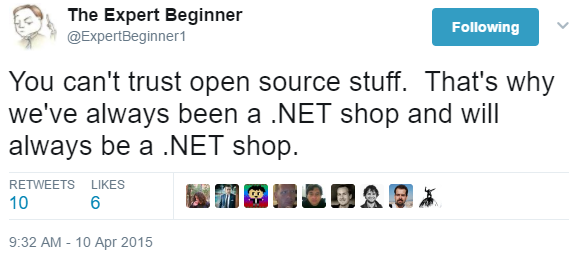 The Expert Beginner
@ExpertBeginner1
Following
You can't trust open source stuff. That's why
we've always been a .NET shop and will
always be a .NET shop.
RETWEETS LIKES
10 6
9:32 AM - 10 Apr 2015